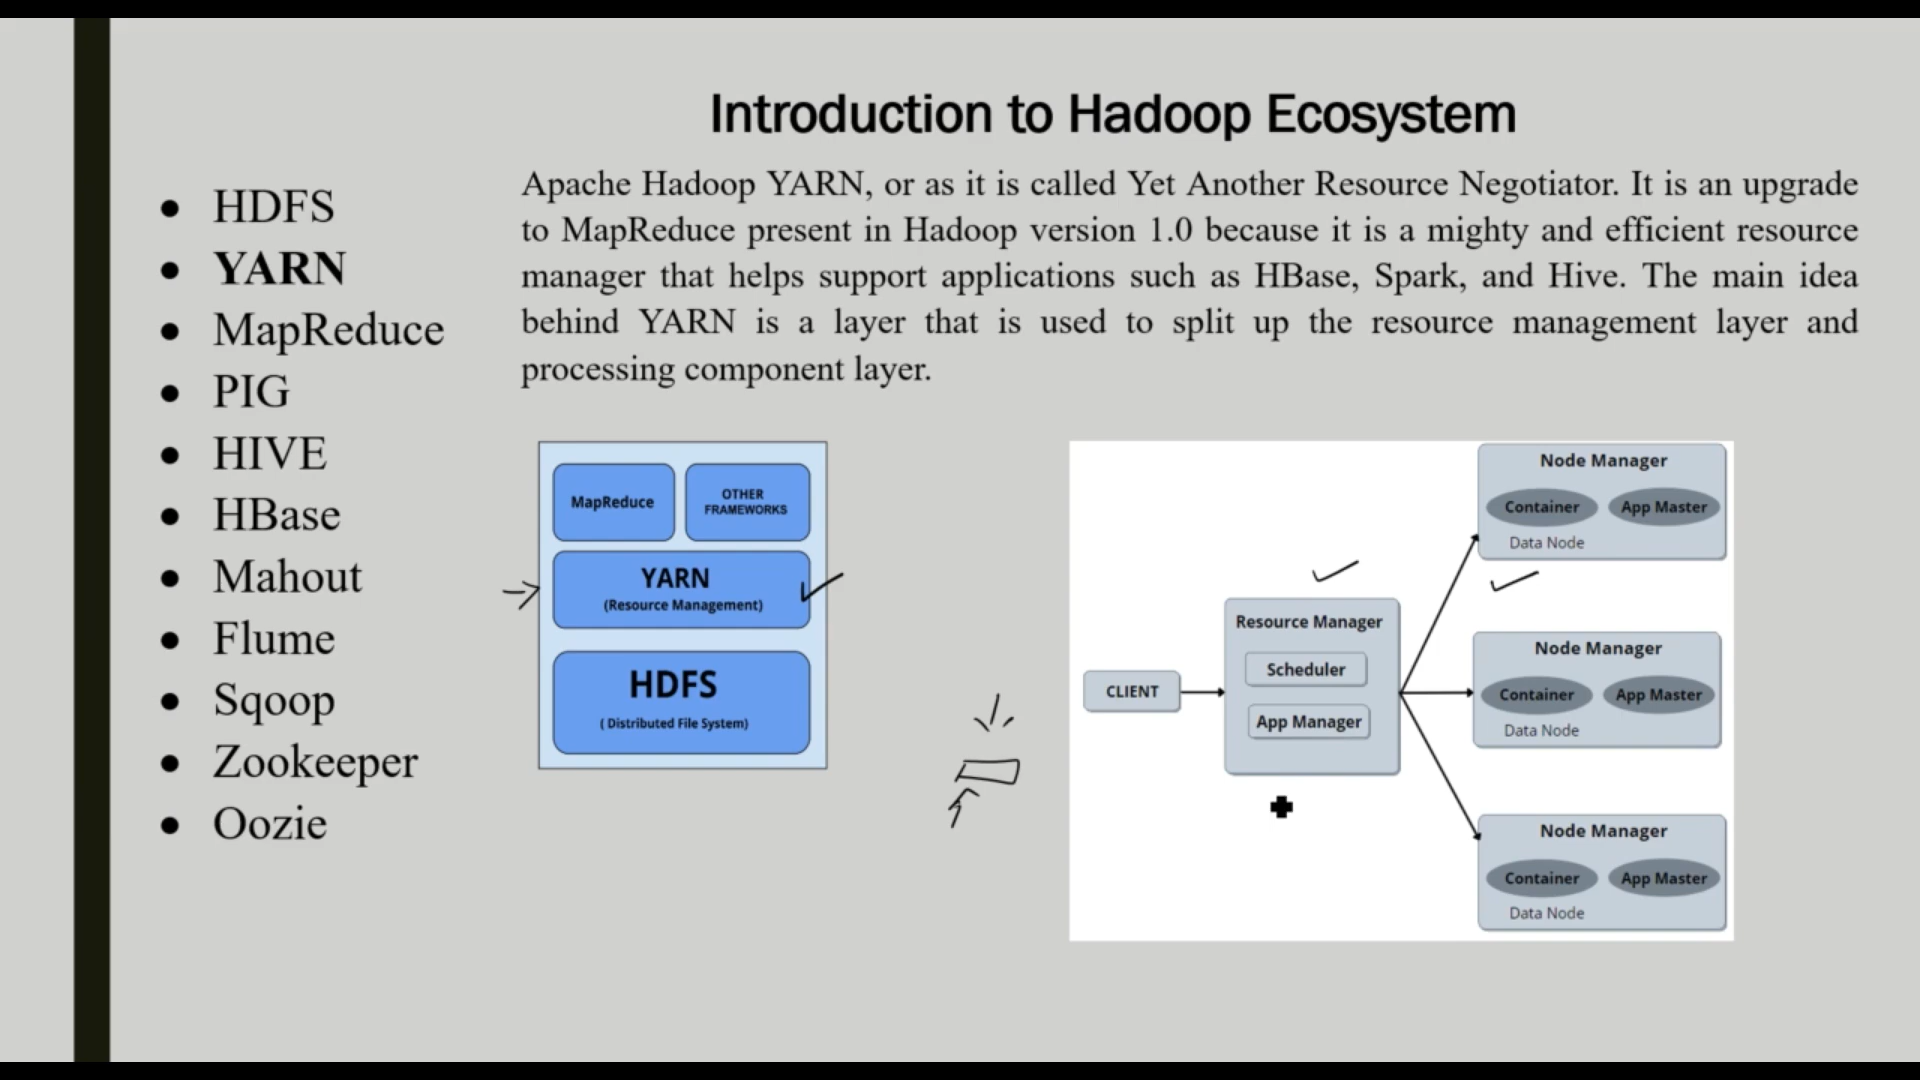 Introduction to Hadoop Ecosystem
HDFS
YARN
MapReduce
PIG
HIVE
HBase
Mahout
Flume
Sqoop
Zookeeper
Oozie
Apache Hadoop YARN, or as it is called Yet Another Resource Negotiator. It is an upgrade
to MapReduce present in Hadoop version 1.0 because it is a mighty and efficient resource
manager that helps support applications such as HBase, Spark, and Hive. The main idea
behind YARN is a layer that is used to split up the resource management layer and
processing component layer.
MapReduce
OTHER
FRAMEWORKS
YARN
(Resource Management)
HDFS
( Distributed File System)
CLIENT
Resource Manager
Scheduler
App Manager
Node Manager
Container App Master
Data Node
Node Manager
Container App Master
Data Node
Node Manager
Container App Master
Data Node